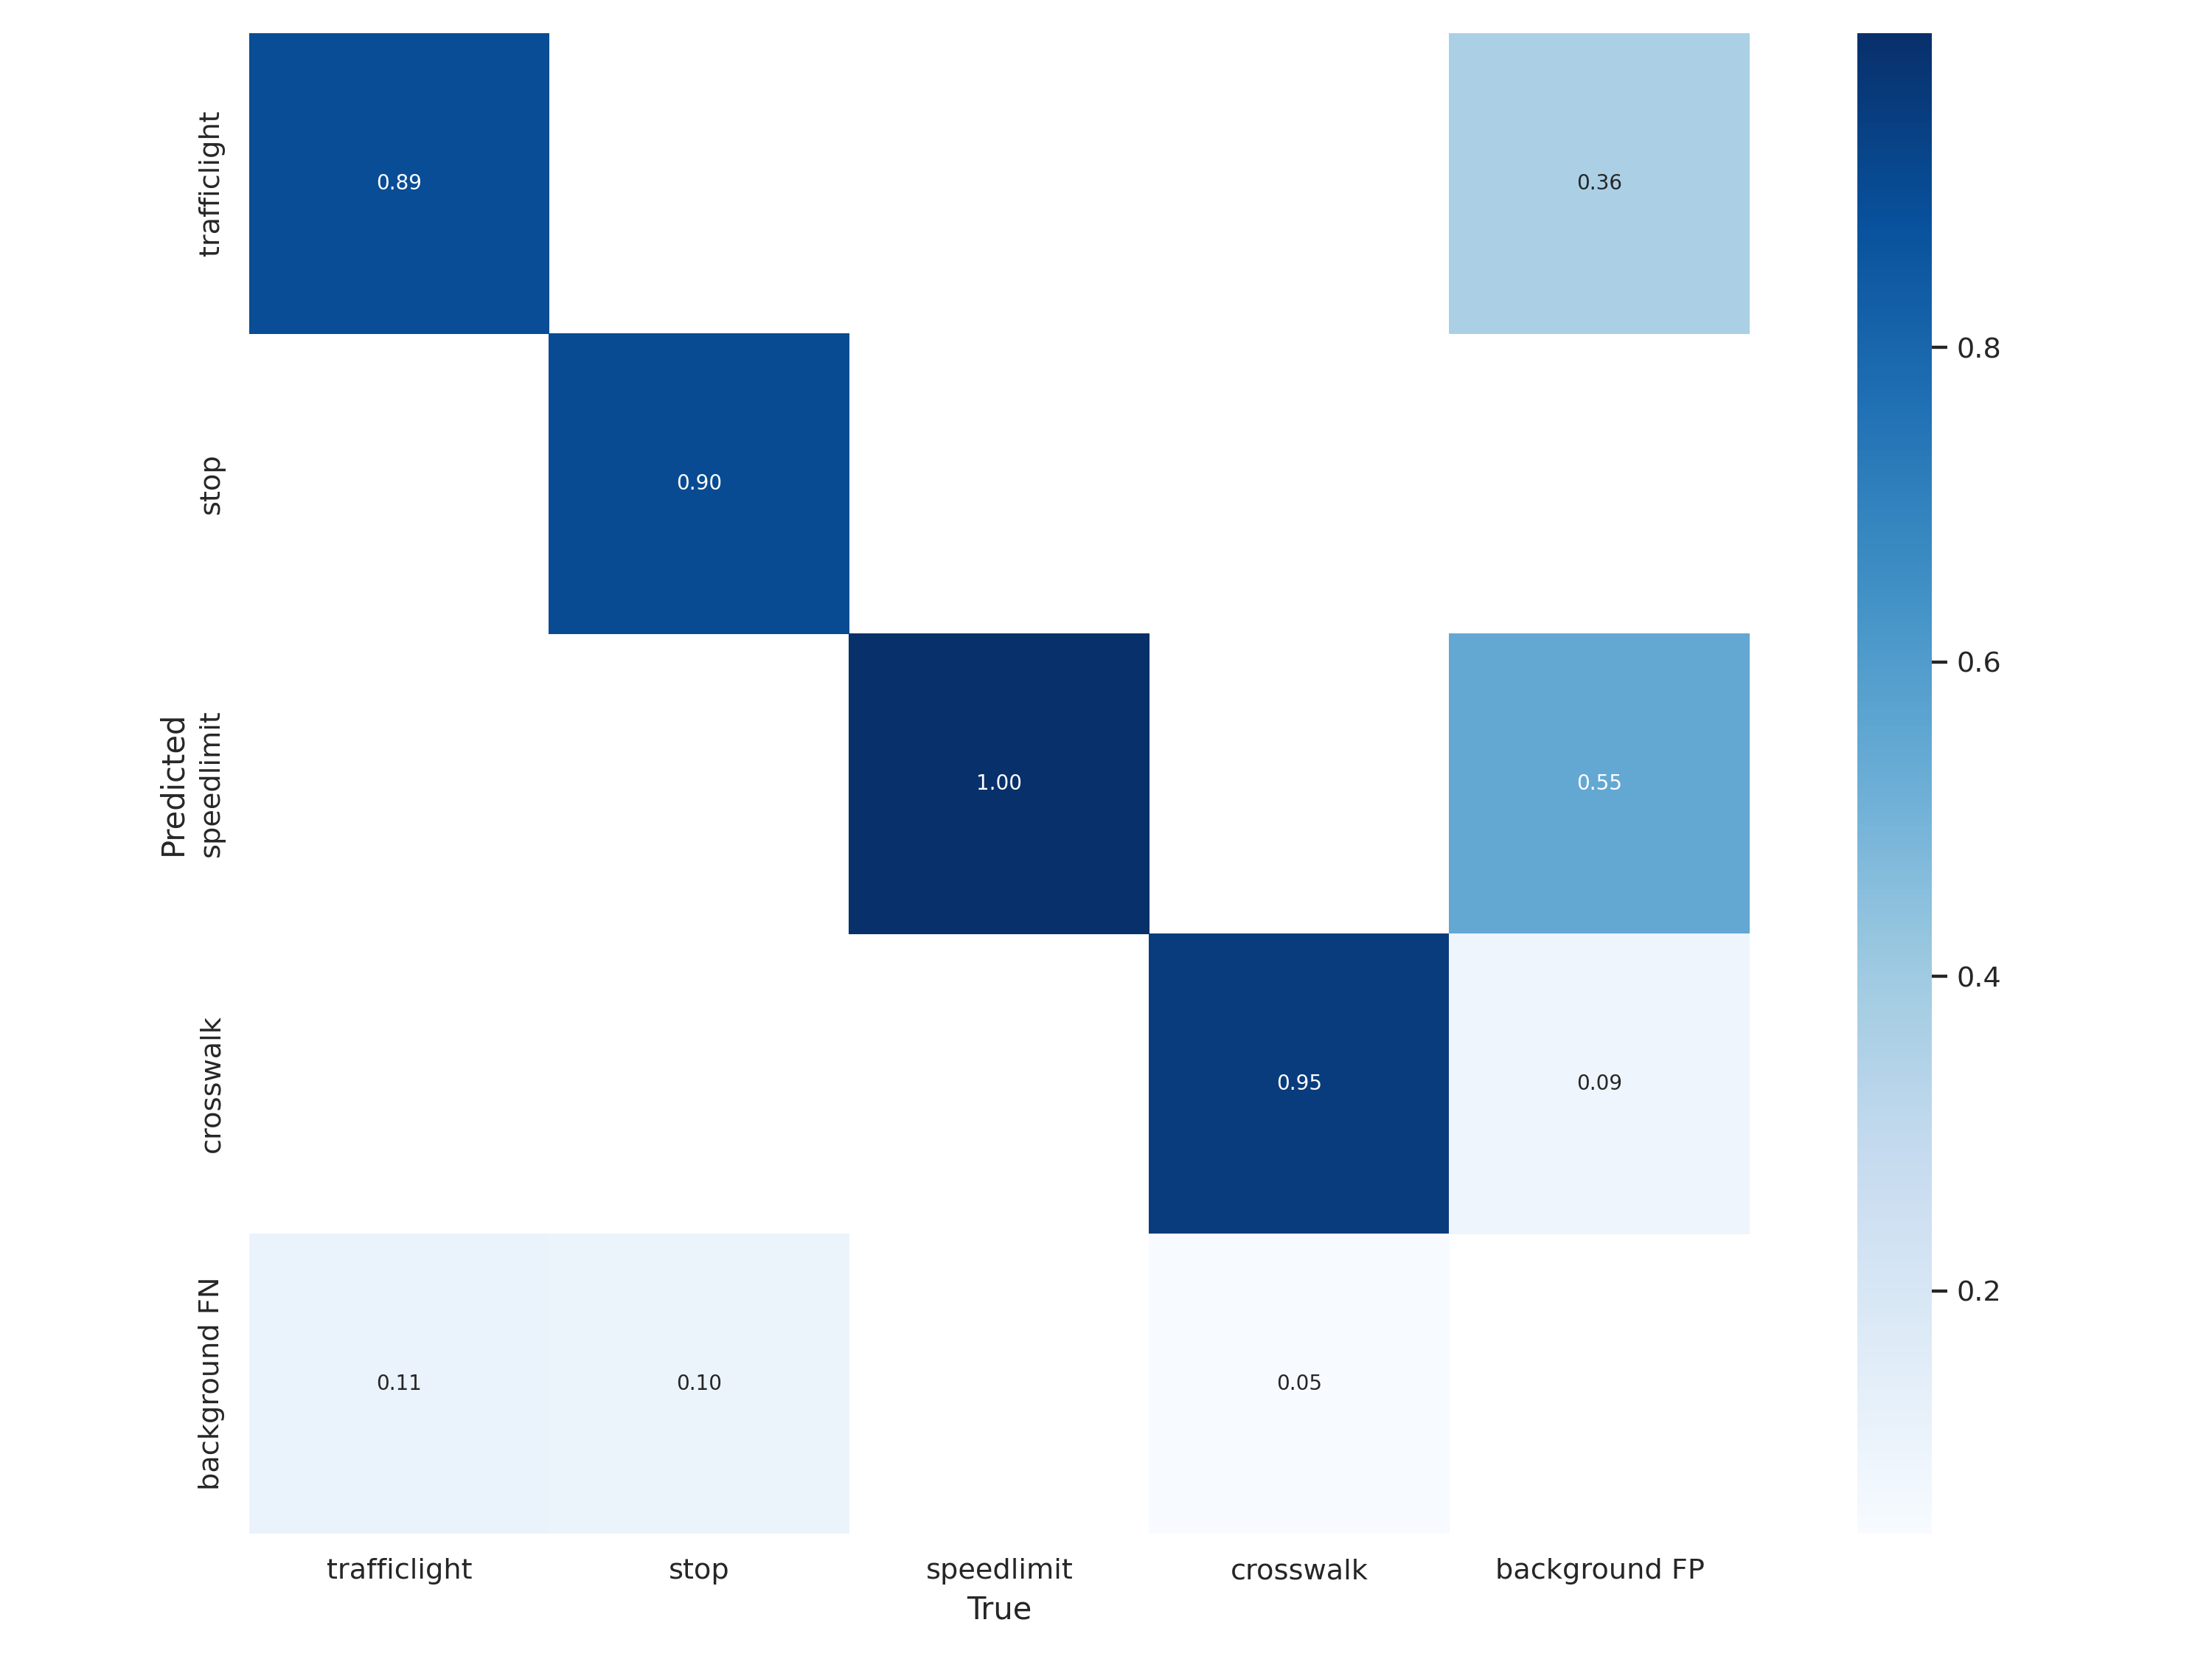 trafficlight
0.89
0.36
stop
0.90
Predicted
speedlimit
1.00
0.55
crosswalk
0.95
0.09
background FN
0.11
0.10
0.05
trafficlight
stop
speedlimit
crosswalk
background FP
True
0.8
0.6
0.4
0.2